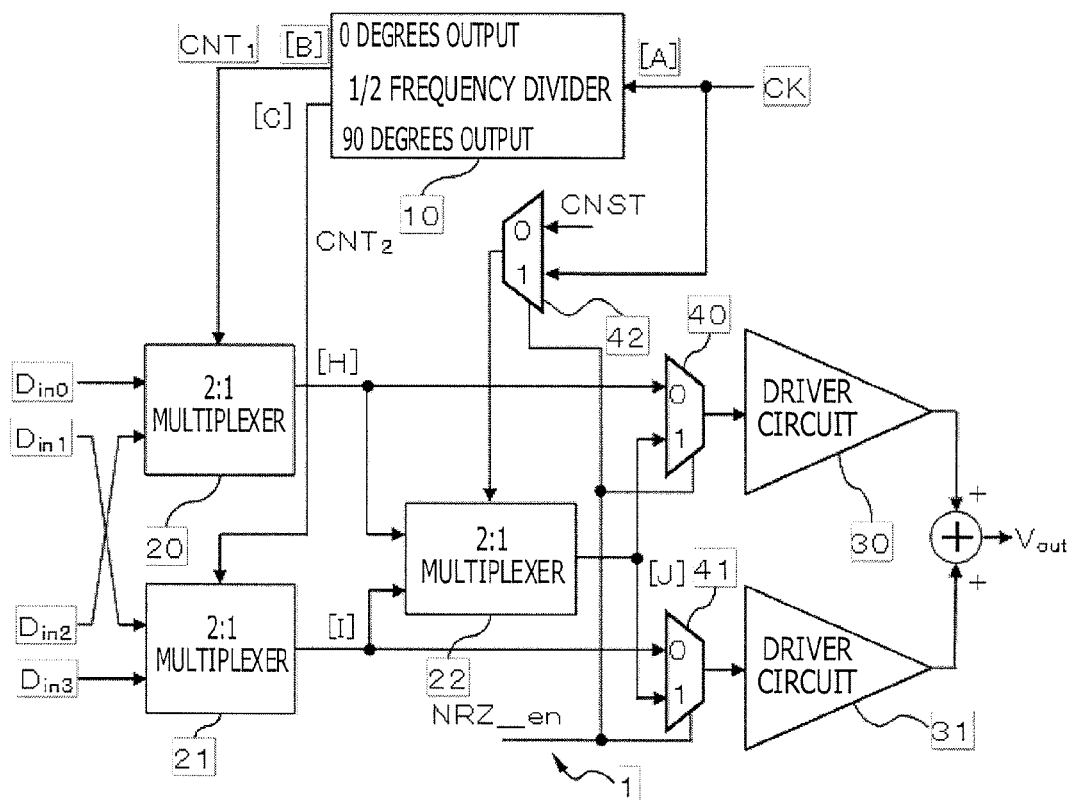 CNT1 [B] 0 DEGREES OUTPUT
[A]
1/2 FREQUENCY DIVIDER
CK
[C]
90 DEGREES OUTPUT
10
CNST
0
CNT2
1
42
40
Din0
2:1
MULTIPLEXER
[H]
0
DRIVER
CIRCUIT
Din1
1
20
30
+
2:1
MULTIPLEXER
+
Vout
[J]
41
+
Din2
2:1
MULTIPLEXER
[I]
0
DRIVER
CIRCUIT
Din3
22
1
NRZ_en
21
31
1